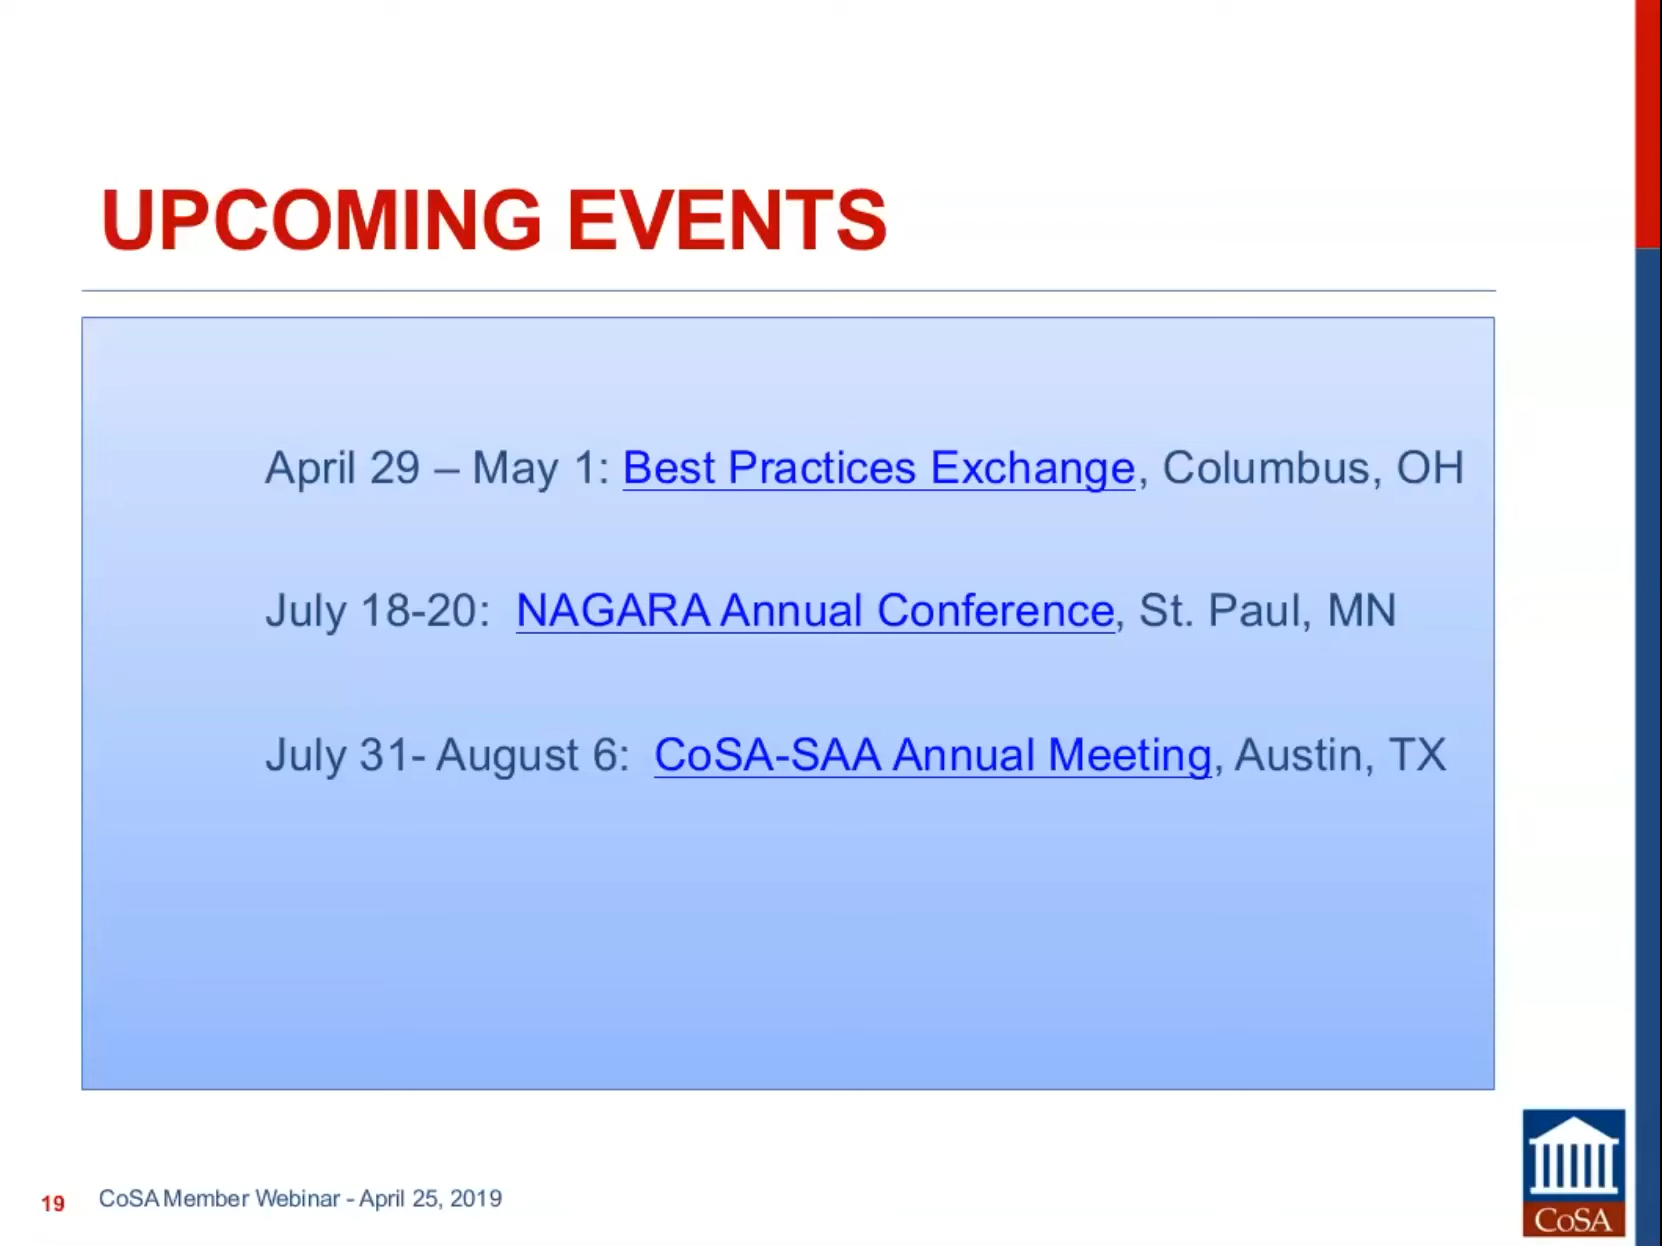 UPCOMING EVENTS
April 29 – May 1: Best Practices Exchange, Columbus, OH
July 18-20:  NAGARA Annual Conference, St. Paul, MN
July 31- August 6:  CoSA-SAA Annual Meeting, Austin, TX
19 CoSA Member Webinar - April 25, 2019
CoSA